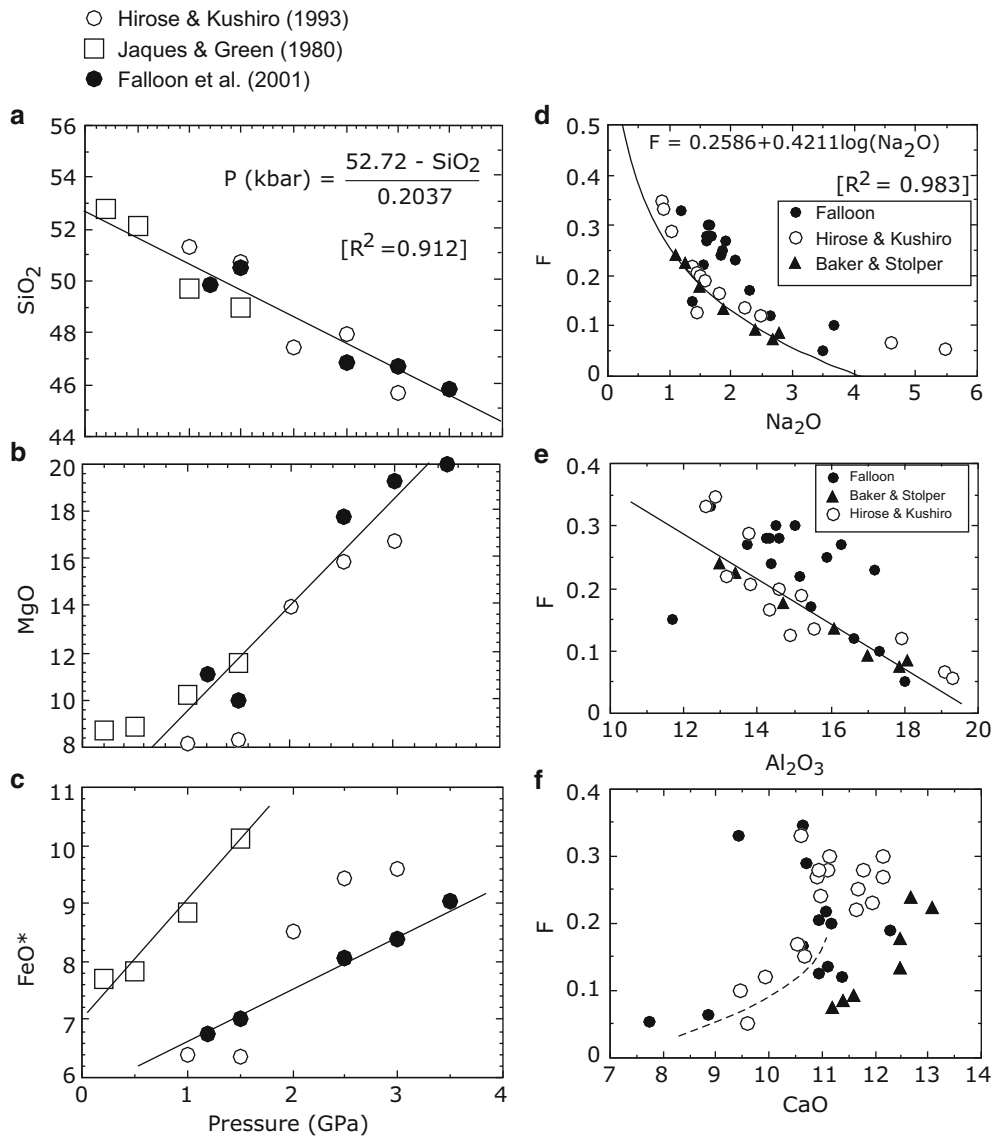 Hirose & Kushiro (1993)
Jaques & Green (1980)
Falloon et al. (2001)
a
56
54
52
50
48
46
44
SiO2
P (kbar) = 52.72 - SiO2
0.2037
[R2 =0.912]
b
20
18
16
14
12
10
8
MgO
c
11
10
9
8
7
6
FeO*
0
1
2
3
4
Pressure (GPa)
d
0.5
0.4
0.3
0.2
0.1
0
F
F = 0.2586+0.4211log(Na2O)
[R2 = 0.983]
Falloon
Hirose & Kushiro
Baker & Stolper
0
1
2
3
4
5
6
Na2O
e
0.4
0.3
0.2
0.1
0
F
Falloon
Baker & Stolper
Hirose & Kushiro
10
12
14
16
18
20
Al2O3
f
0.4
0.3
0.2
0.1
0
F
7
8
9
10
11
12
13
14
CaO